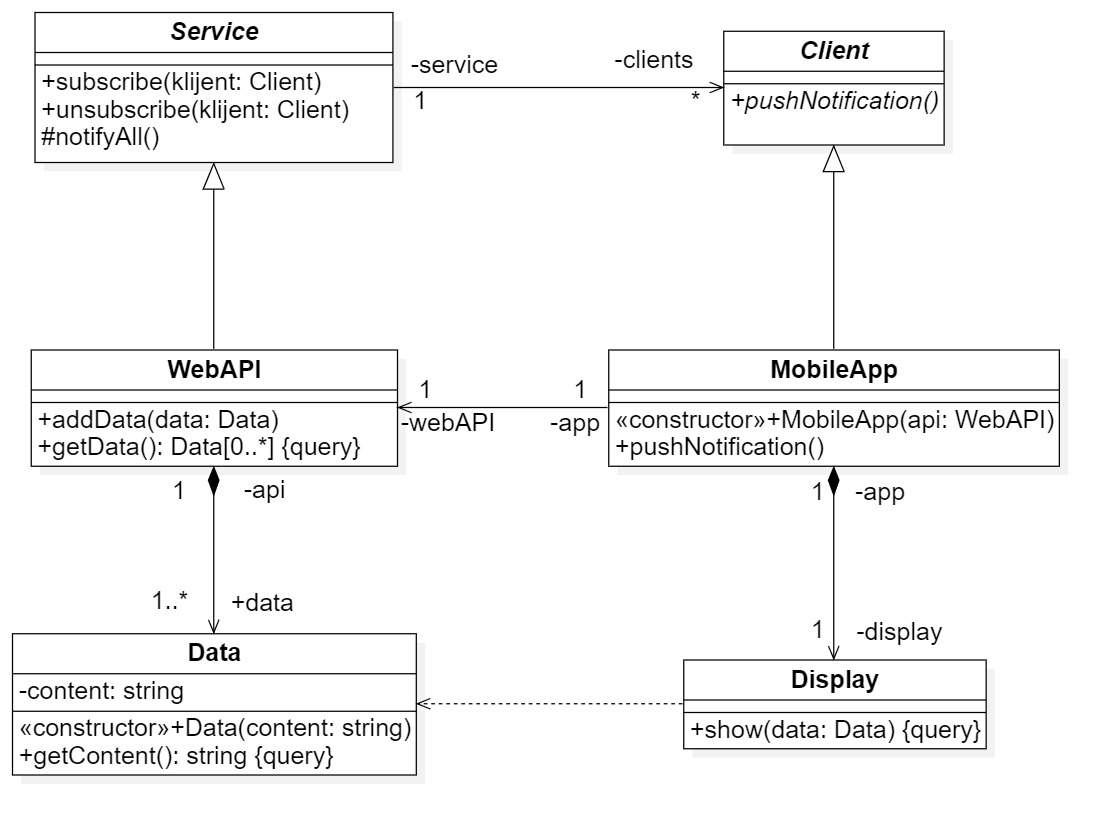 Service
+subscribe(klijent: Client)
+unsubscribe(klijent: Client)
#notifyAll()
-service
1
-clients
*
Client
+pushNotification()
WebAPI
+addData(data: Data)
+getData(): Data[0..*] {query}
1
-webAPI
1
-app
MobileApp
«constructor»+MobileApp(api: WebAPI)
+pushNotification()
1
-api
1..*
+data
1
-app
1
-display
Data
-content: string
«constructor»+Data(content: string)
+getContent(): string {query}
Display
+show(data: Data) {query}